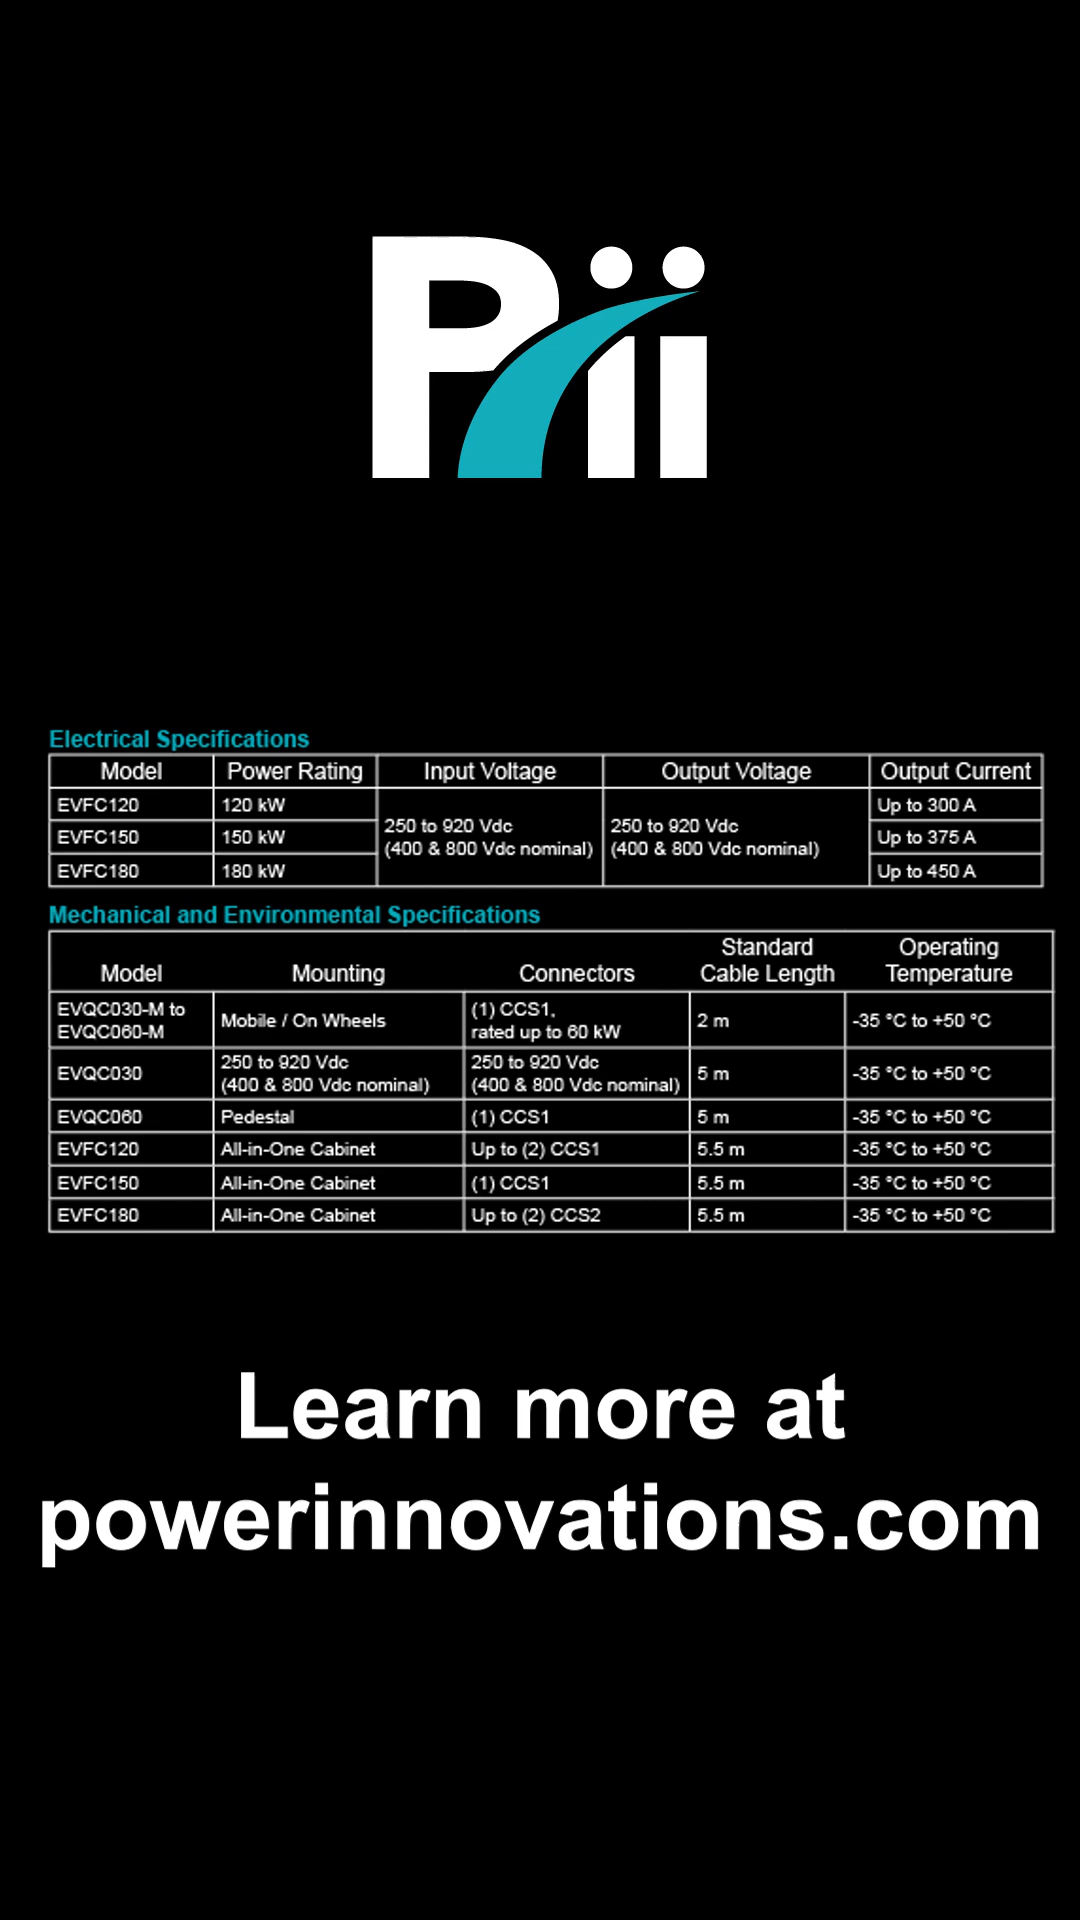 Pii
Electrical Specifications
Model Power Rating Input Voltage Output Voltage Output Current
EVFC120 120 kW 250 to 920 Vdc (400 & 800 Vdc nominal) 250 to 920 Vdc (400 & 800 Vdc nominal) Up to 300 A
EVFC150 150 kW Up to 375 A
EVFC180 180 kW Up to 450 A
Mechanical and Environmental Specifications
Model Mounting Connectors Standard Cable Length Operating Temperature
EVQC030-M to EVQC060-M Mobile / On Wheels (1) CCS1, rated up to 60 kW 2 m -35 °C to +50 °C
EVQC030 250 to 920 Vdc (400 & 800 Vdc nominal) 250 to 920 Vdc (400 & 800 Vdc nominal) 5 m -35 °C to +50 °C
EVQC060 Pedestal (1) CCS1 5 m -35 °C to +50 °C
EVFC120 All-in-One Cabinet Up to (2) CCS1 5.5 m -35 °C to +50 °C
EVFC150 All-in-One Cabinet (1) CCS1 5.5 m -35 °C to +50 °C
EVFC180 All-in-One Cabinet Up to (2) CCS2 5.5 m -35 °C to +50 °C
Learn more at
powerinnovations.com